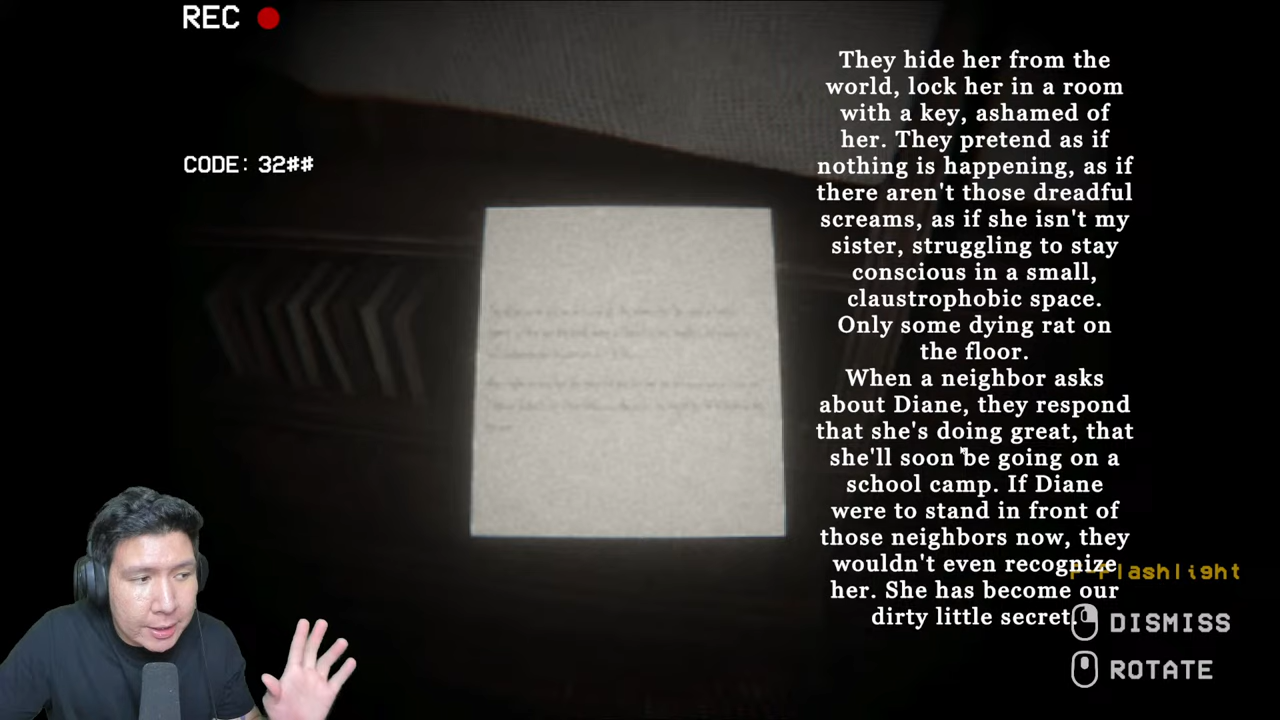 REC
CODE: 32##
They hide her from the
world, lock her in a room
with a key, ashamed of
her. They pretend as if
nothing is happening, as if
there aren't those dreadful
screams, as if she isn't my
sister, struggling to stay
conscious in a small,
claustrophobic space.
Only some dying rat on
the floor.
When a neighbor asks
about Diane, they respond
that she's doing great, that
she'll soon be going on a
school camp. If Diane
were to stand in front of
those neighbors now, they
wouldn't even recognize
her. She has become our
dirty little secret.
Flashlight
DISMISS
ROTATE